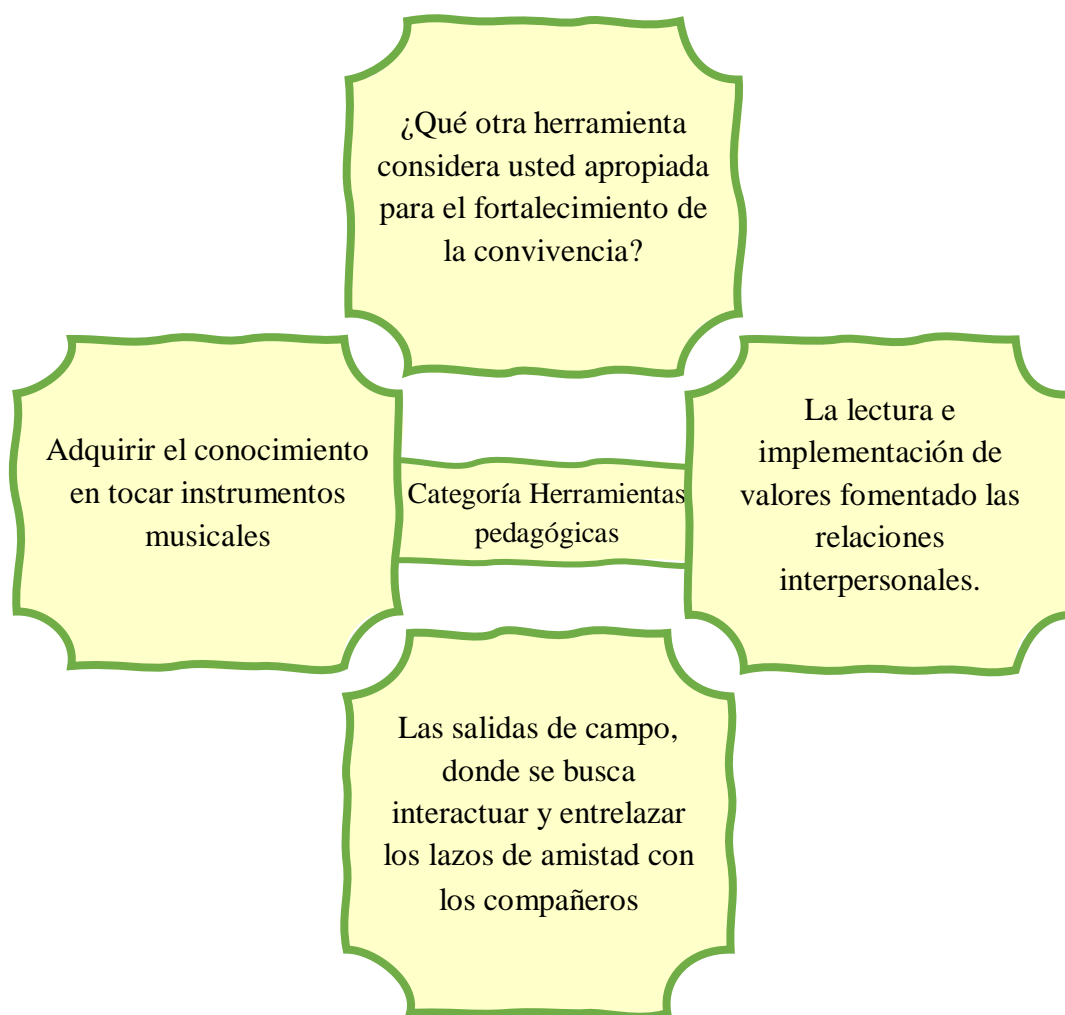 ¿Qué otra herramienta
considera usted apropiada
para el fortalecimiento de
la convivencia?
Adquirir el conocimiento
en tocar instrumentos
musicales
Categoría Herramientas
pedagógicas
La lectura e
implementación de
valores fomentado las
relaciones
interpersonales.
Las salidas de campo,
donde se busca
interactuar y entrelazar
los lazos de amistad con
los compañeros